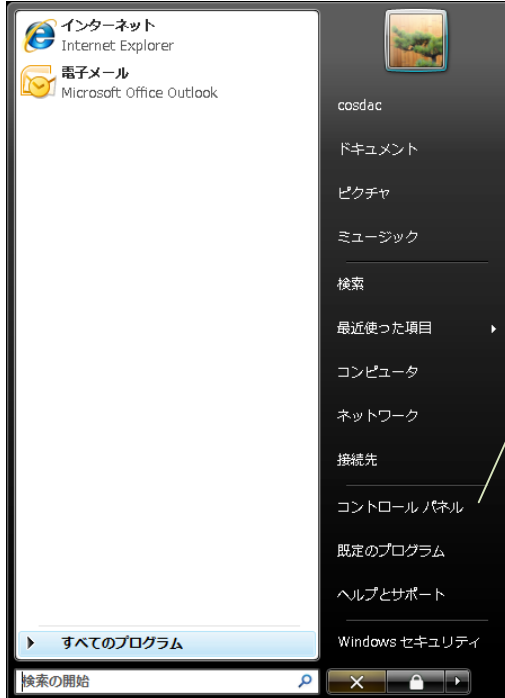 インターネット
Internet Explorer
電子メール
Microsoft Office Outlook
すべてのプログラム
検索の開始
cosdac
ドキュメント
ピクチャ
ミュージック
検索
最近使った項目
コンピュータ
ネットワーク
接続先
コントロール パネル
既定のプログラム
ヘルプとサポート
Windows セキュリティ